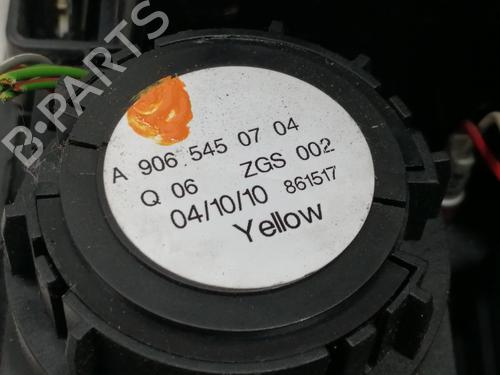 B-PARTS
A 906 545 07 04
Q 06 ZGS 002
04/10/10 861517
Yellow